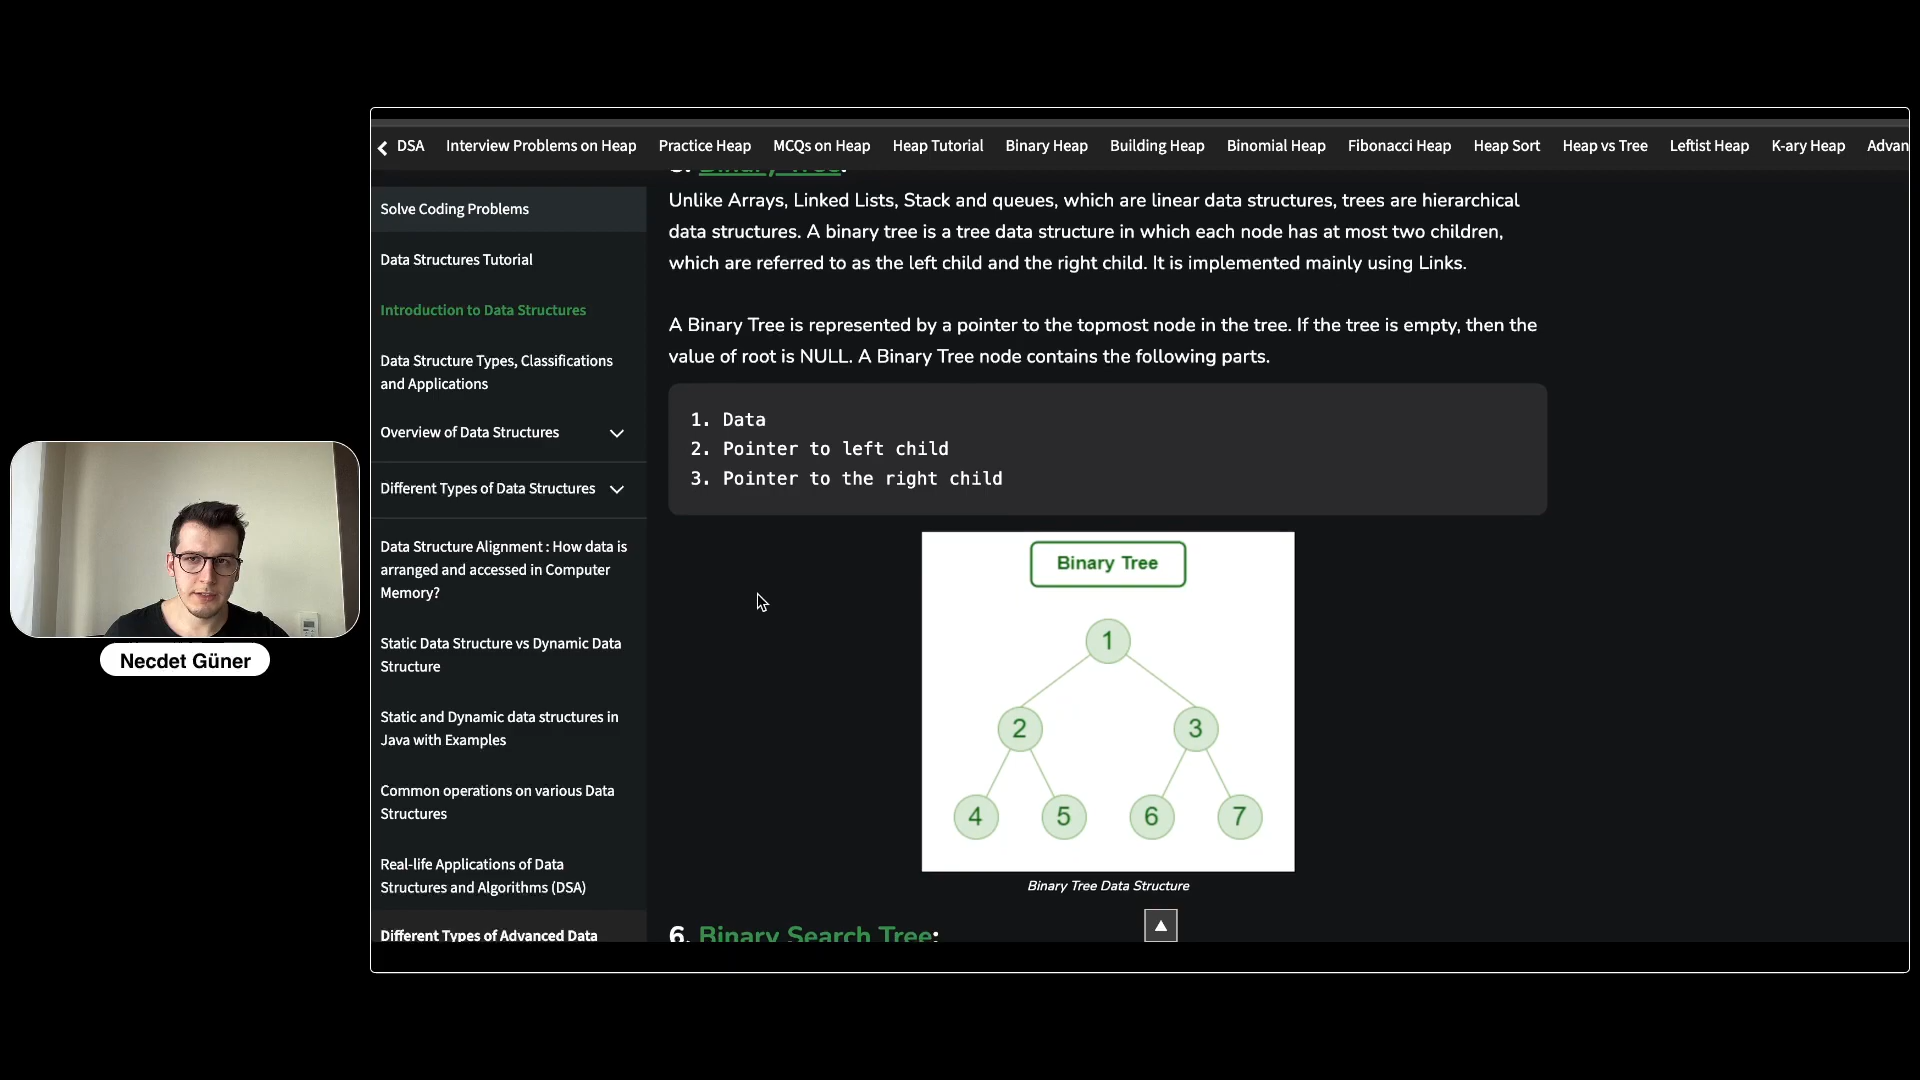 DSA Interview Problems on Heap Practice Heap MCQs on Heap Heap Tutorial Binary Heap Building Heap Binomial Heap Fibonacci Heap Heap Sort Heap vs Tree Leftist Heap K-ary Heap Advan
Solve Coding Problems
Data Structures Tutorial
Introduction to Data Structures
Data Structure Types, Classifications
and Applications
Overview of Data Structures
Different Types of Data Structures
Data Structure Alignment : How data is
arranged and accessed in Computer
Memory?
Static Data Structure vs Dynamic Data
Structure
Static and Dynamic data structures in
Java with Examples
Common operations on various Data
Structures
Real-life Applications of Data
Structures and Algorithms (DSA)
Different Types of Advanced Data
Binary Tree:
Unlike Arrays, Linked Lists, Stack and queues, which are linear data structures, trees are hierarchical
data structures. A binary tree is a tree data structure in which each node has at most two children,
which are referred to as the left child and the right child. It is implemented mainly using Links.
A Binary Tree is represented by a pointer to the topmost node in the tree. If the tree is empty, then the
value of root is NULL. A Binary Tree node contains the following parts.
1. Data
2. Pointer to left child
3. Pointer to the right child
Binary Tree
1
2 3
4 5 6 7
Binary Tree Data Structure
6. Binary Search Tree:
Necdet Güner